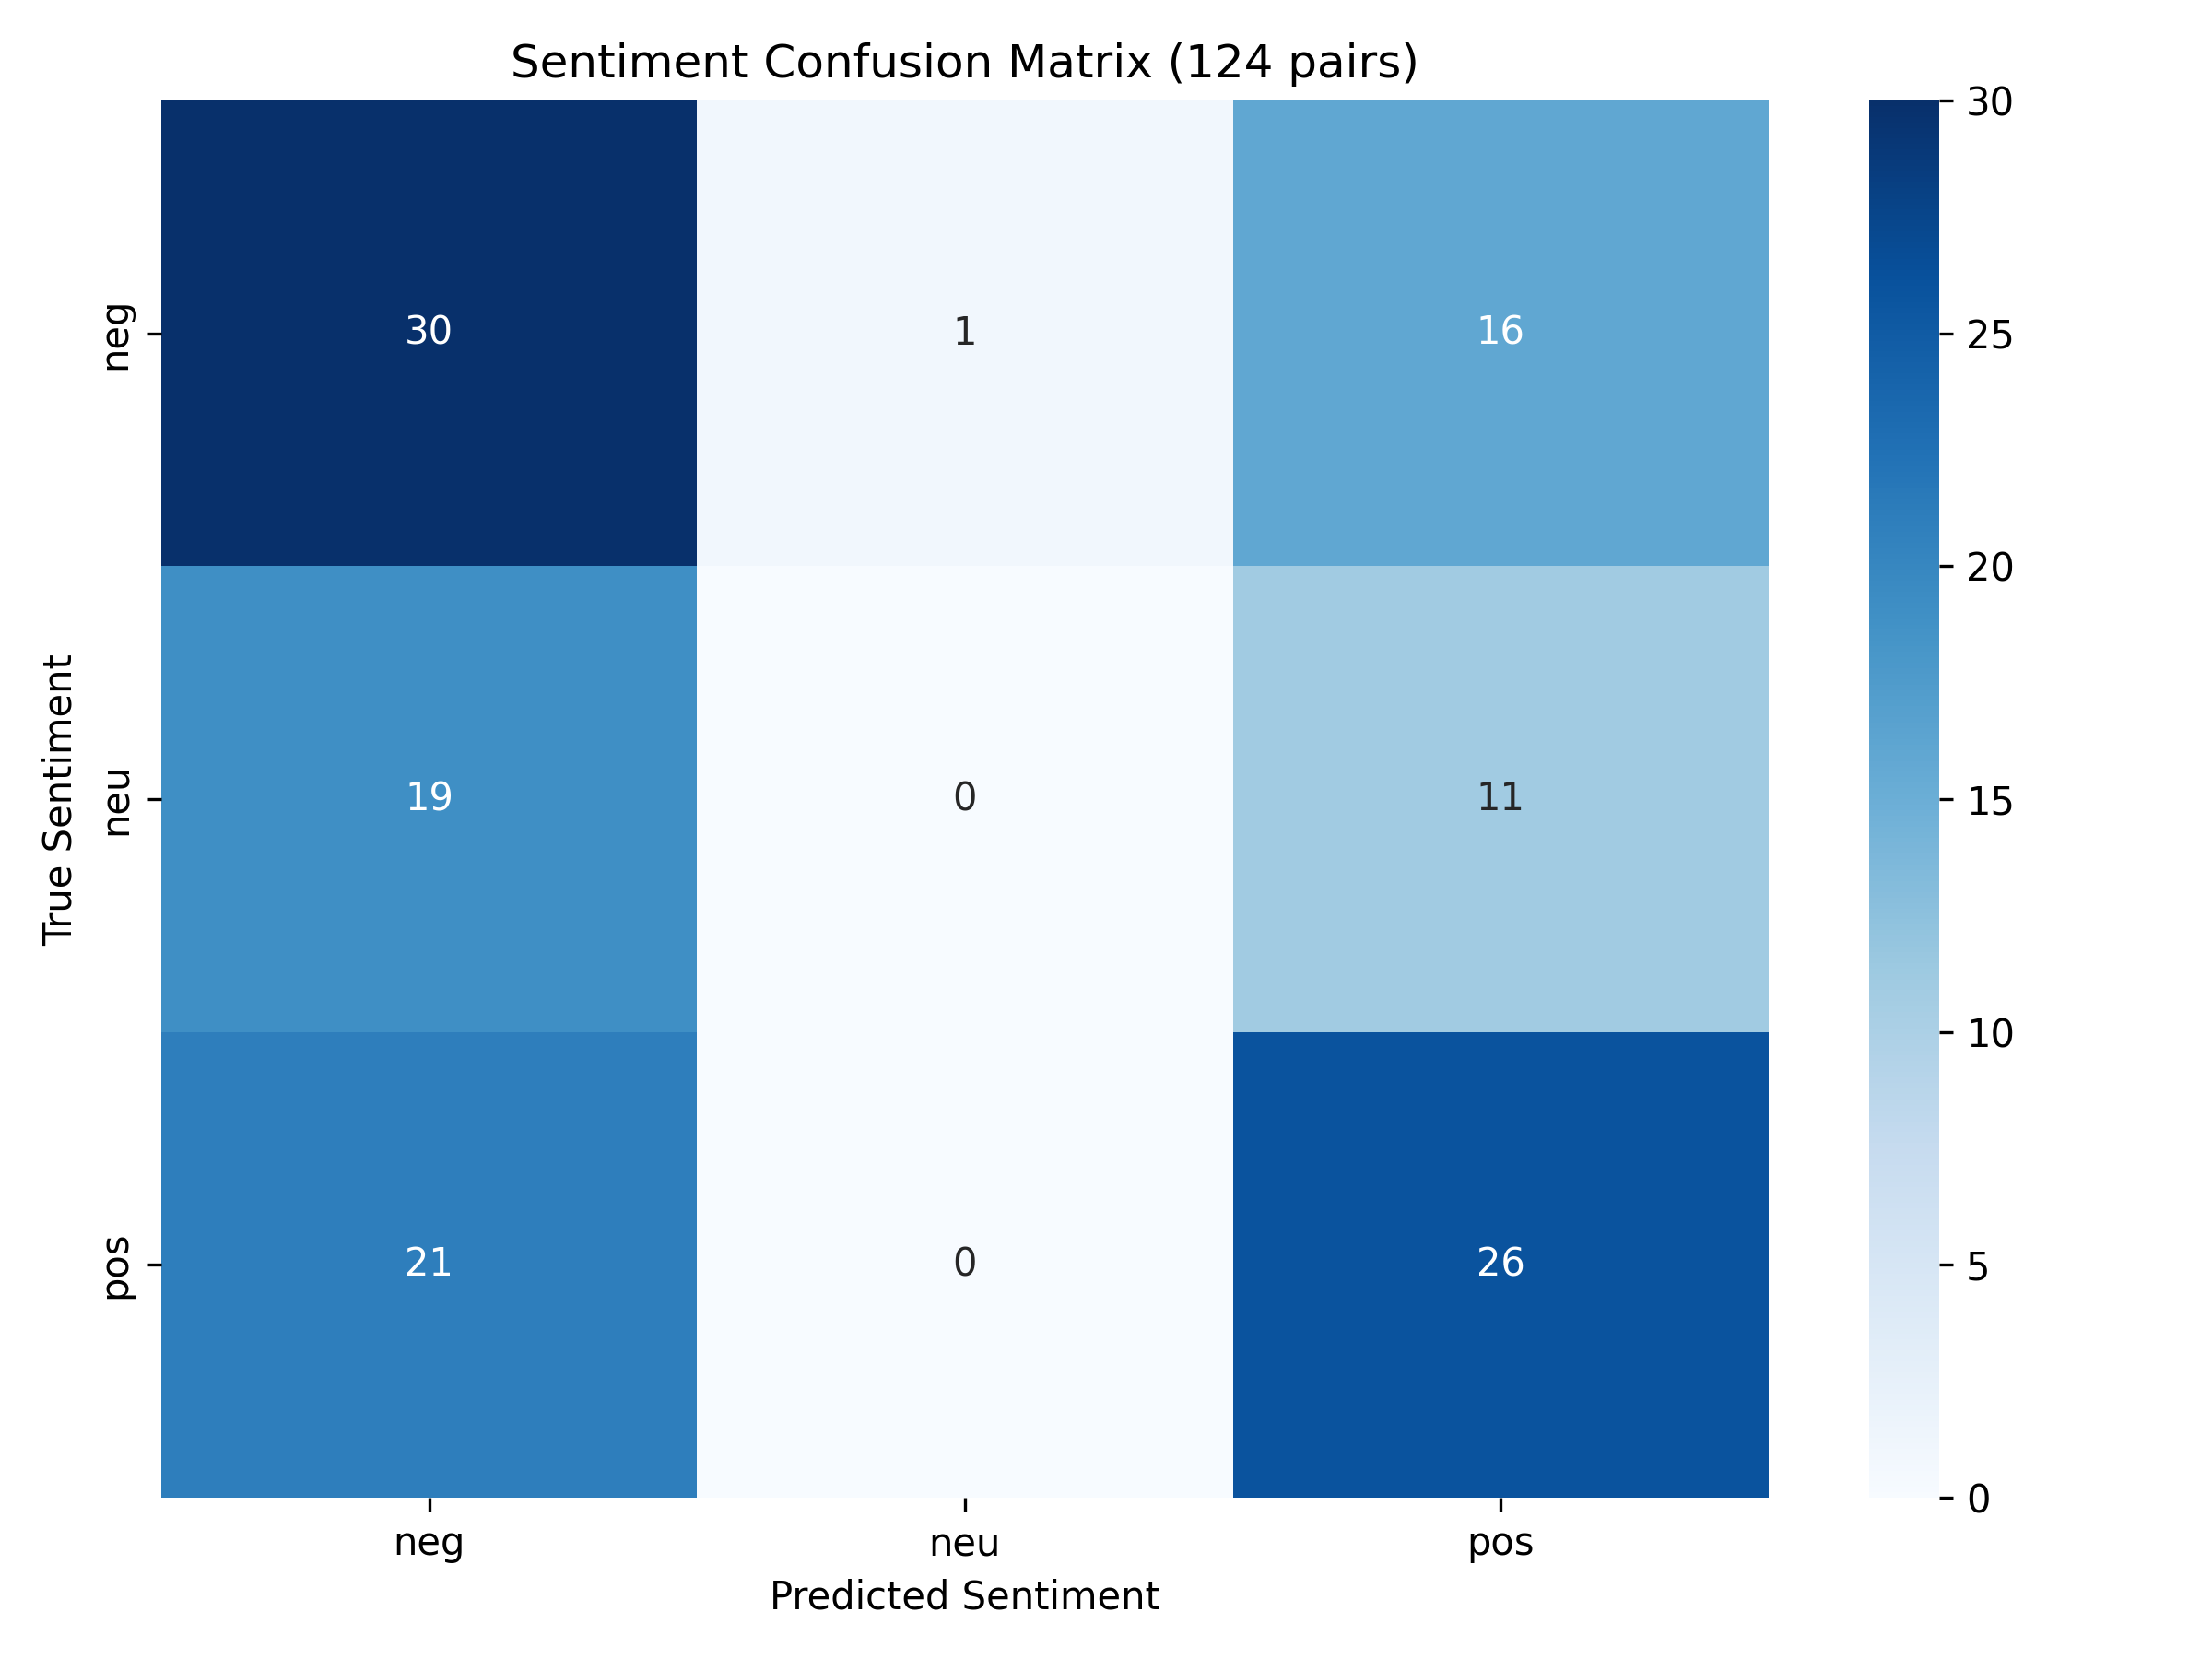 Sentiment Confusion Matrix (124 pairs)
True Sentiment
neg
30 1 16
neu
19 0 11
pos
21 0 26
neg neu pos
Predicted Sentiment
30
25
20
15
10
5
0